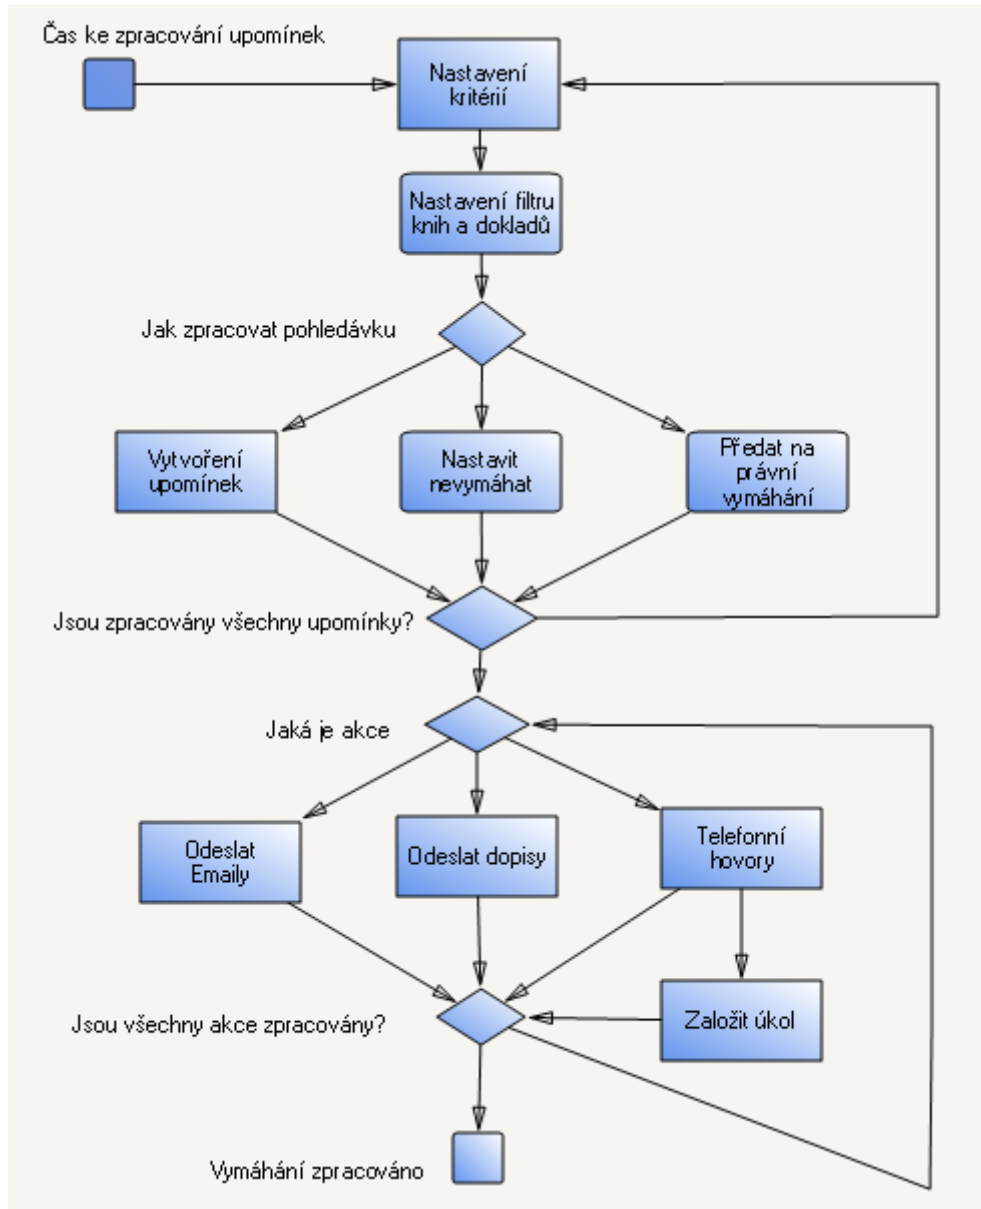 Čas ke zpracování upomínek
Nastavení
kritérií
Nastavení filtru
knih a dokladů
Jak zpracovat pohledávku
Vytvoření
upomínek
Nastavit
nevymáhat
Předat na
právní
vymáhání
Jsou zpracovány všechny upomínky?
Jaká je akce
Odeslat
Emaily
Odeslat dopisy
Telefonní
hovory
Jsou všechny akce zpracovány?
Založit úkol
Vymáhání zpracováno